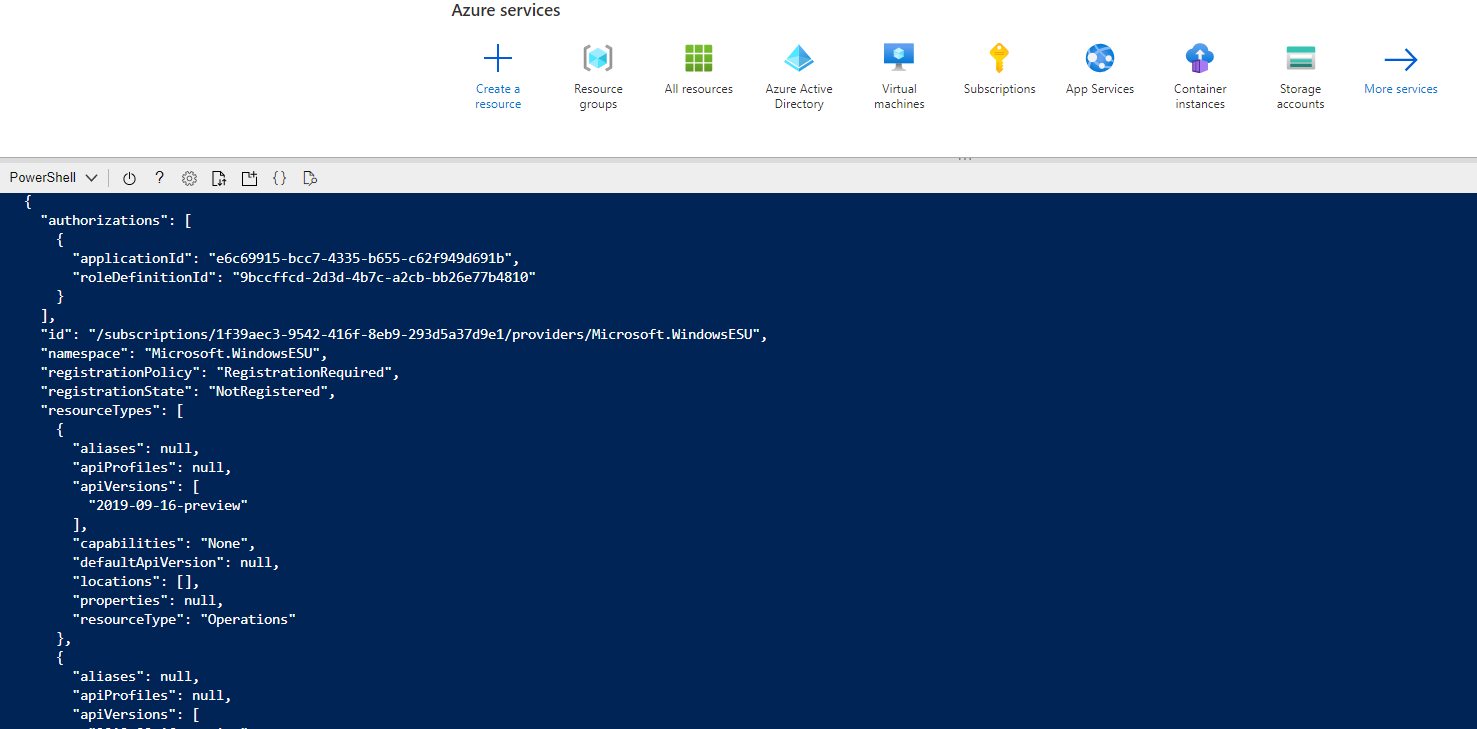 Azure services
Create a resource
Resource groups
All resources
Azure Active Directory
Virtual machines
Subscriptions
App Services
Container instances
Storage accounts
More services
PowerShell
{
"authorizations": [
{
"applicationId": "e6c69915-bcc7-4335-b655-c62f949d691b",
"roleDefinitionId": "9bccffcd-2d3d-4b7c-a2cb-bb26e77b4810"
}
],
"id": "/subscriptions/1f39aec3-9542-416f-8eb9-293d5a37d9e1/providers/Microsoft.WindowsESU",
"namespace": "Microsoft.WindowsESU",
"registrationPolicy": "RegistrationRequired",
"registrationState": "NotRegistered",
"resourceTypes": [
{
"aliases": null,
"apiProfiles": null,
"apiVersions": [
"2019-09-16-preview"
],
"capabilities": "None",
"defaultApiVersion": null,
"locations": [],
"properties": null,
"resourceType": "Operations"
},
{
"aliases": null,
"apiProfiles": null,
"apiVersions": [